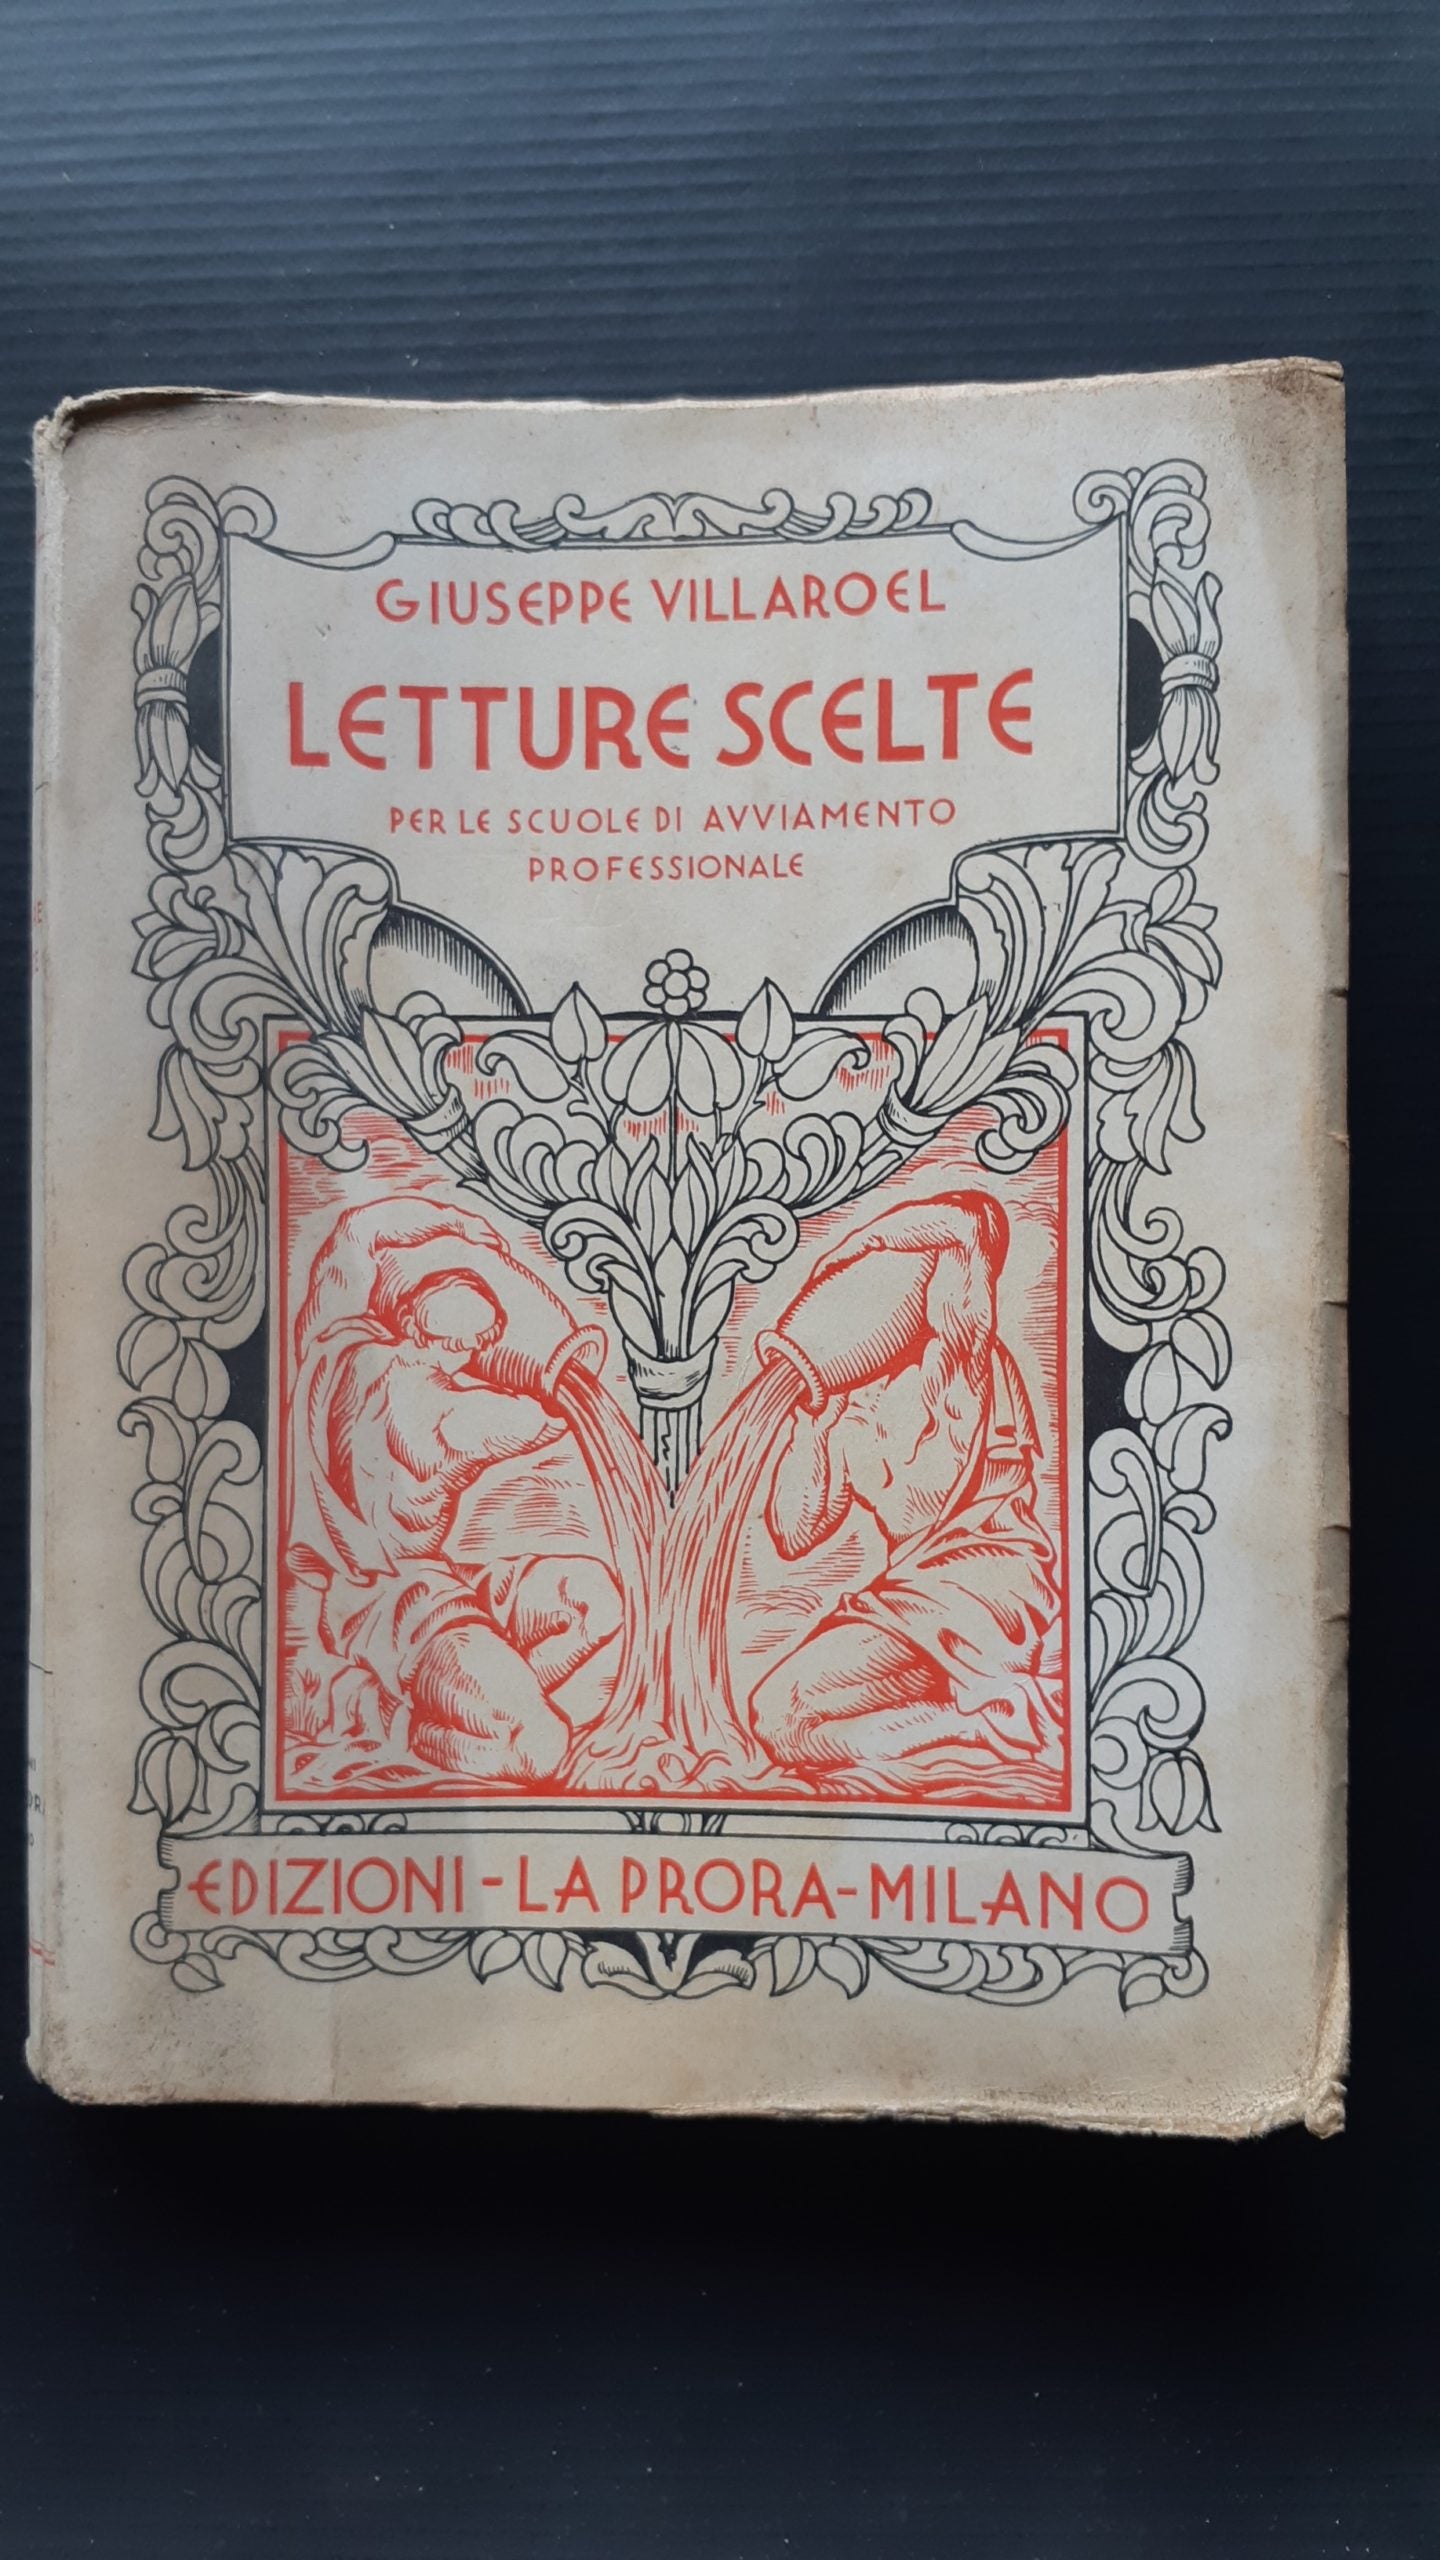 GIUSEPPE VILLAROEL
LETTURE SCELTE
PER LE SCUOLE DI AVVIAMENTO
PROFESSIONALE
EDIZIONI - LA PRORA - MILANO